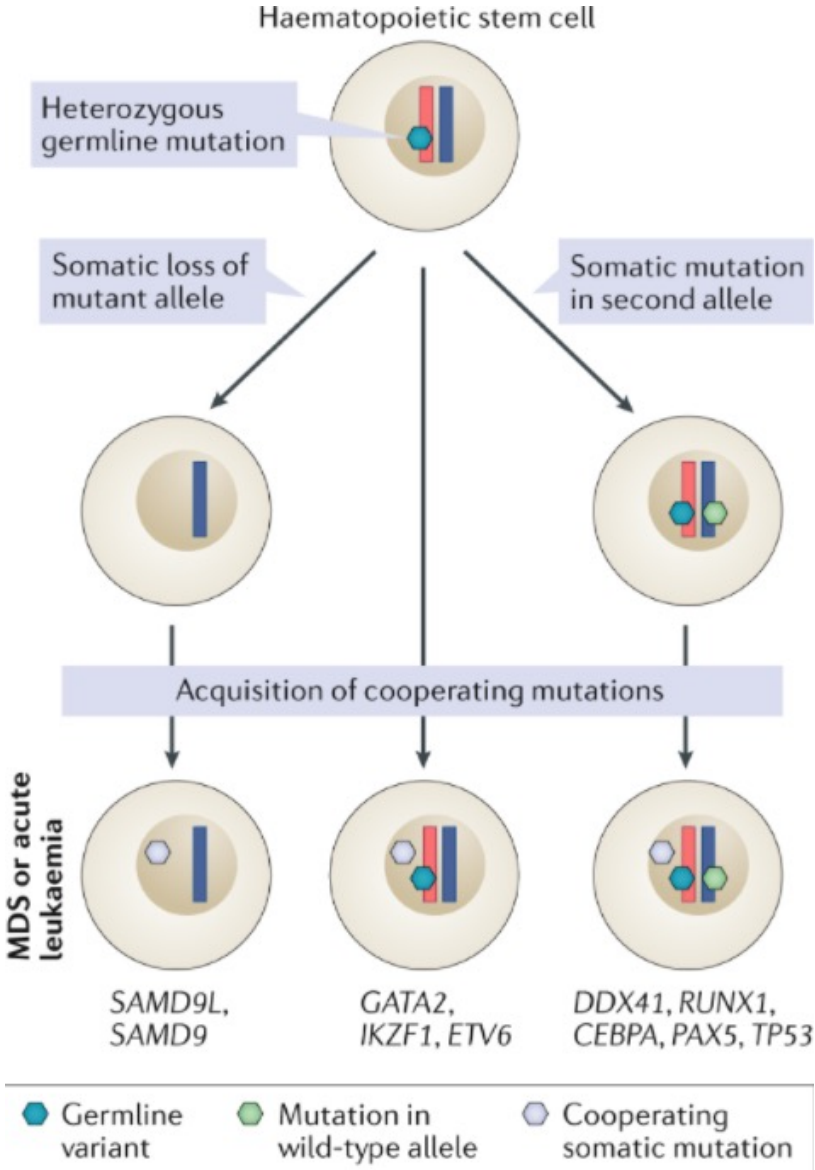 Haematopoietic stem cell
Heterozygous
germline mutation
Somatic loss of
mutant allele
Somatic mutation
in second allele
Acquisition of cooperating mutations
MDS or acute
leukaemia
SAMD9L,
SAMD9
GATA2,
IKZF1, ETV6
DDX41, RUNX1,
CEBPA, PAX5, TP53
Germline
variant
Mutation in
wild-type allele
Cooperating
somatic mutation